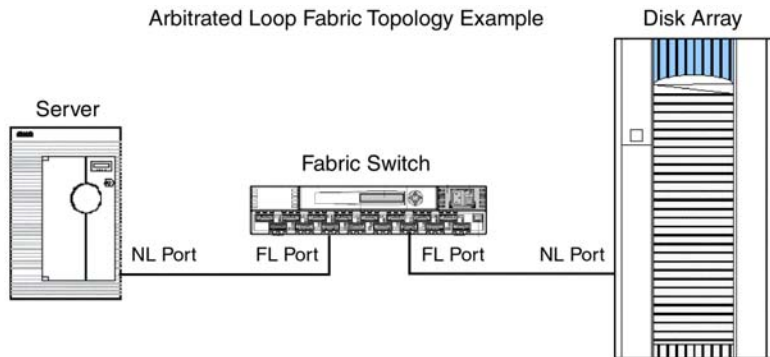 Arbitrated Loop Fabric Topology Example
Disk Array
Server
Fabric Switch
NL Port
FL Port
FL Port
NL Port